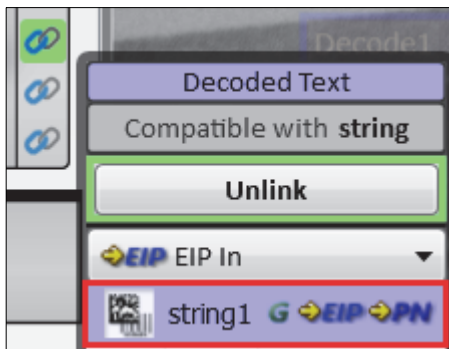 Decode1
Decoded Text
Compatible with string
Unlink
EIP EIP In
string1 G EIP PN